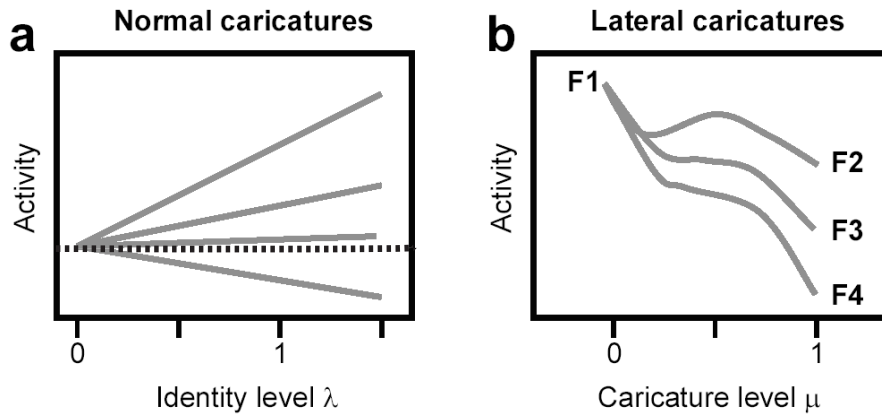 a
Normal caricatures
Activity
0
1
Identity level λ
b
Lateral caricatures
Activity
F1
F2
F3
F4
0
1
Caricature level μ